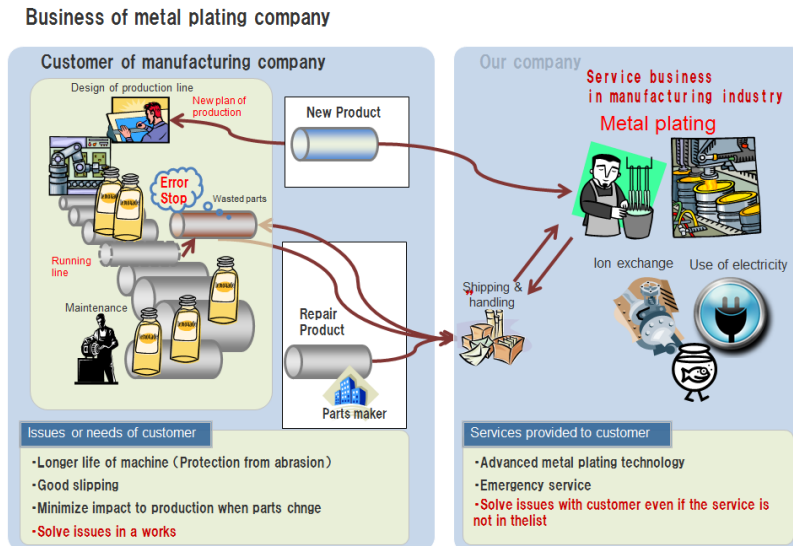 Business of metal plating company
Customer of manufacturing company
Design of production line
New plan of
production
Error
Stop
Wasted parts
Running
line
Maintenance
New Product
Repair
Product
Parts maker
Our company
Service business
in manufacturing industry
Metal plating
Ion exchange
Use of electricity
Shipping &
handling
Issues or needs of customer
・Longer life of machine（Protection from abrasion）
・Good slipping
・Minimize impact to production when parts chnge
・Solve issues in a works
Services provided to customer
・Advanced metal plating technology
・Emergency service
・Solve issues with customer even if the service is
not in thelist